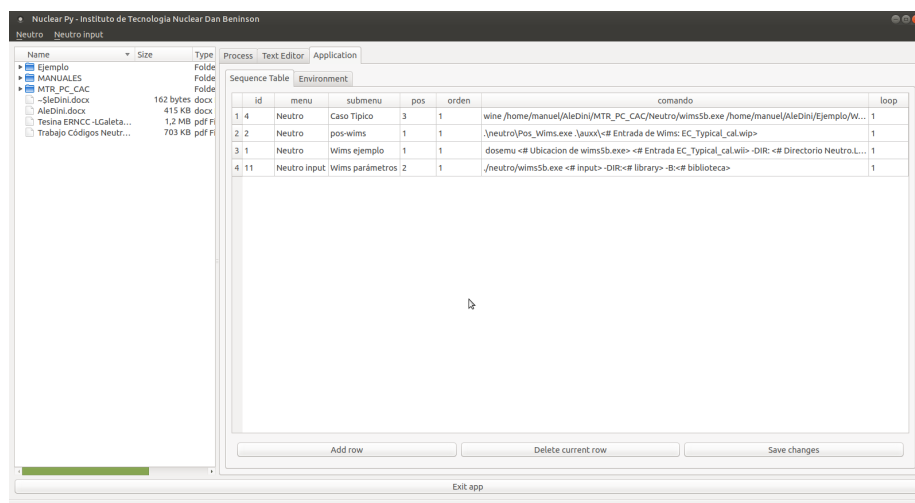 Nuclear Py - Instituto de Tecnologia Nuclear Dan Beninson
Neutro Neutro input
Name Size Type
Ejemplo Folde
MANUALES Folde
MTR_PC_CAC Folde
~$leDini.docx 162 bytes docx
AleDini.docx 415 KB docx
Tesina ERNCC -LGaleta... 1,2 MB pdf Fi
Trabajo Códigos Neutr... 703 KB pdf Fi
Process Text Editor Application
Sequence Table Environment
id menu submenu pos orden comando loop
1 4 Neutro Caso Tipico 3 1 wine /home/manuel/AleDini/MTR_PC_CAC/Neutro/wims5b.exe /home/manuel/AleDini/Ejemplo/W... 1
2 2 Neutro pos-wims 1 1 .\neutro\Pos_Wims.exe .\auxx\<# Entrada de Wims: EC_Typical_cal.wip> 1
3 1 Neutro Wims ejemplo 1 1 dosemu <# Ubicacion de wims5b.exe> <# Entrada EC_Typical_cal.wii> -DIR: <# Directorio Neutro.L... 1
4 11 Neutro input Wims parámetros 2 1 ./neutro/wims5b.exe <# input> -DIR:<# library> -B:<# biblioteca> 1
Add row Delete current row Save changes
Exit app